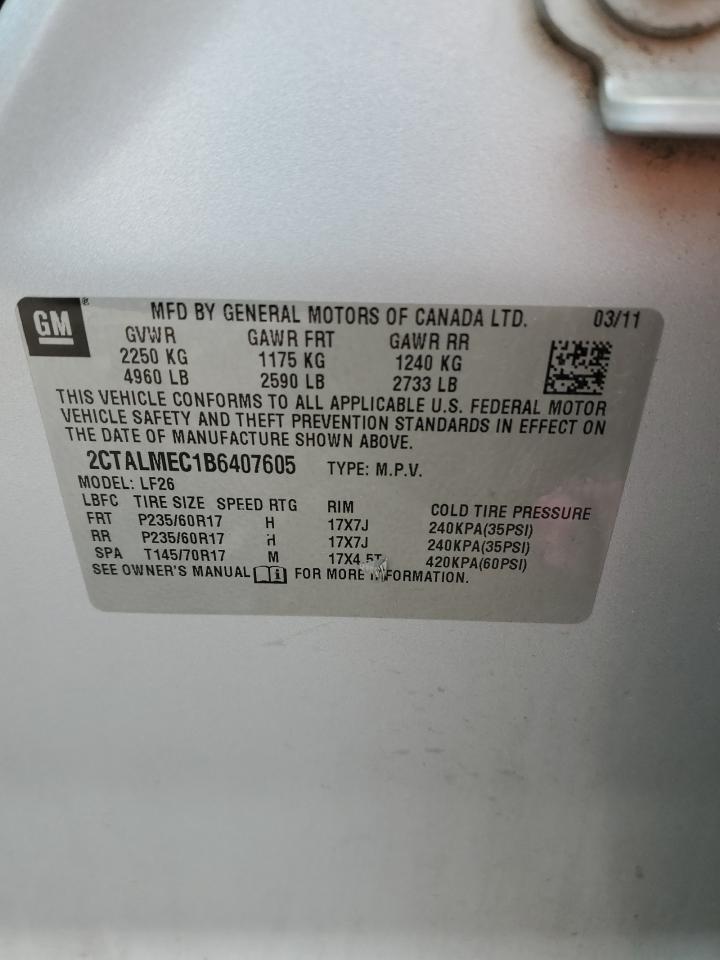 GM®
MFD BY GENERAL MOTORS OF CANADA LTD. 03/11
GVWR GAWR FRT GAWR RR
2250 KG 1175 KG 1240 KG
4960 LB 2590 LB 2733 LB
THIS VEHICLE CONFORMS TO ALL APPLICABLE U.S. FEDERAL MOTOR
VEHICLE SAFETY AND THEFT PREVENTION STANDARDS IN EFFECT ON
THE DATE OF MANUFACTURE SHOWN ABOVE.
2CTALMEC1B6407605 TYPE: M.P.V.
MODEL: LF26
LBFC TIRE SIZE SPEED RTG RIM COLD TIRE PRESSURE
FRT P235/60R17 H 17X7J 240KPA(35PSI)
RR P235/60R17 H 17X7J 240KPA(35PSI)
SPA T145/70R17 M 17X4.5T 420KPA(60PSI)
SEE OWNER'S MANUAL FOR MORE INFORMATION.